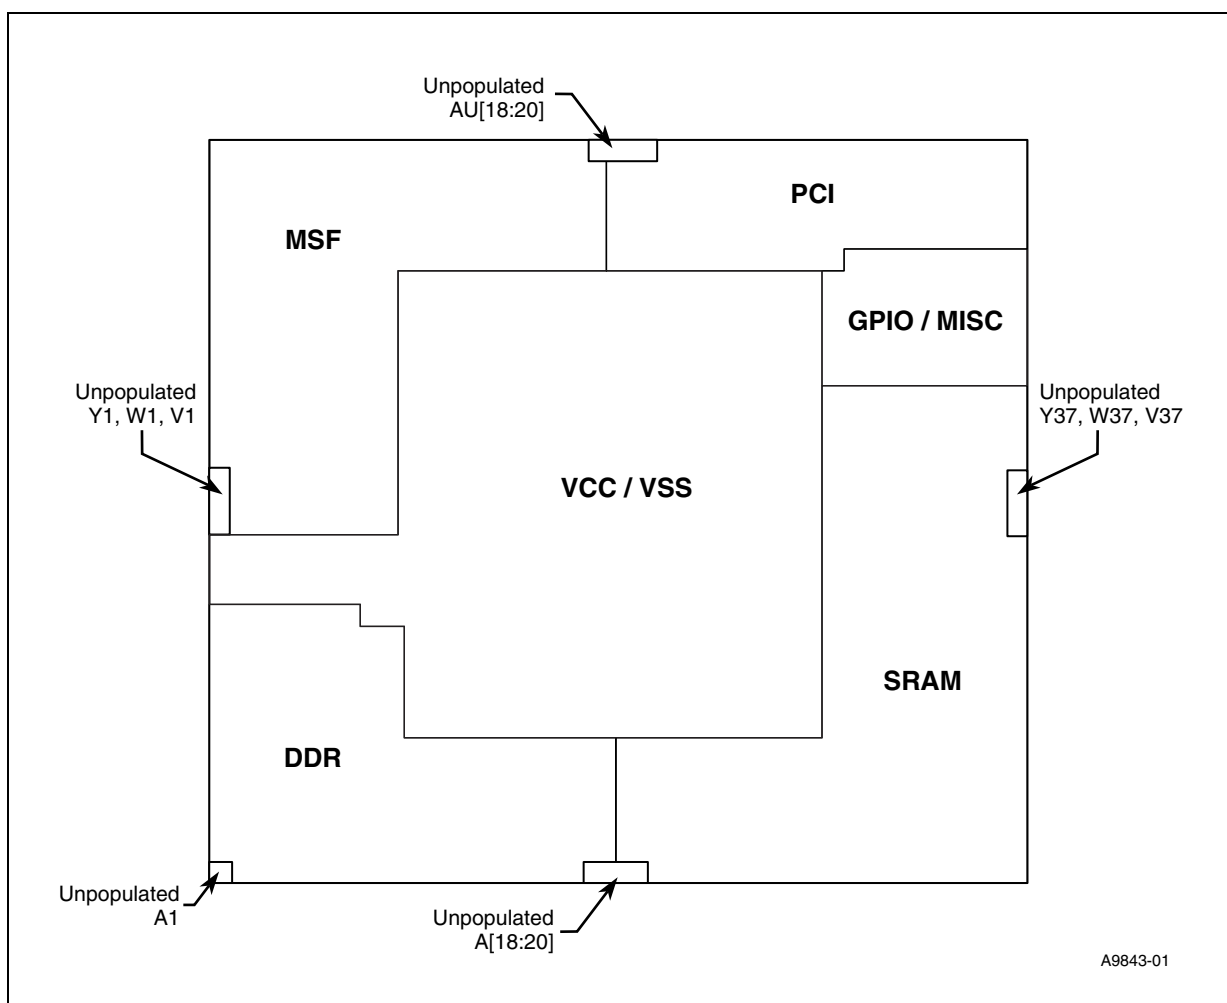 Unpopulated
AU[18:20]
PCI
MSF
GPIO / MISC
Unpopulated
Y1, W1, V1
Unpopulated
Y37, W37, V37
VCC / VSS
SRAM
DDR
Unpopulated
A1
Unpopulated
A[18:20]
A9843-01